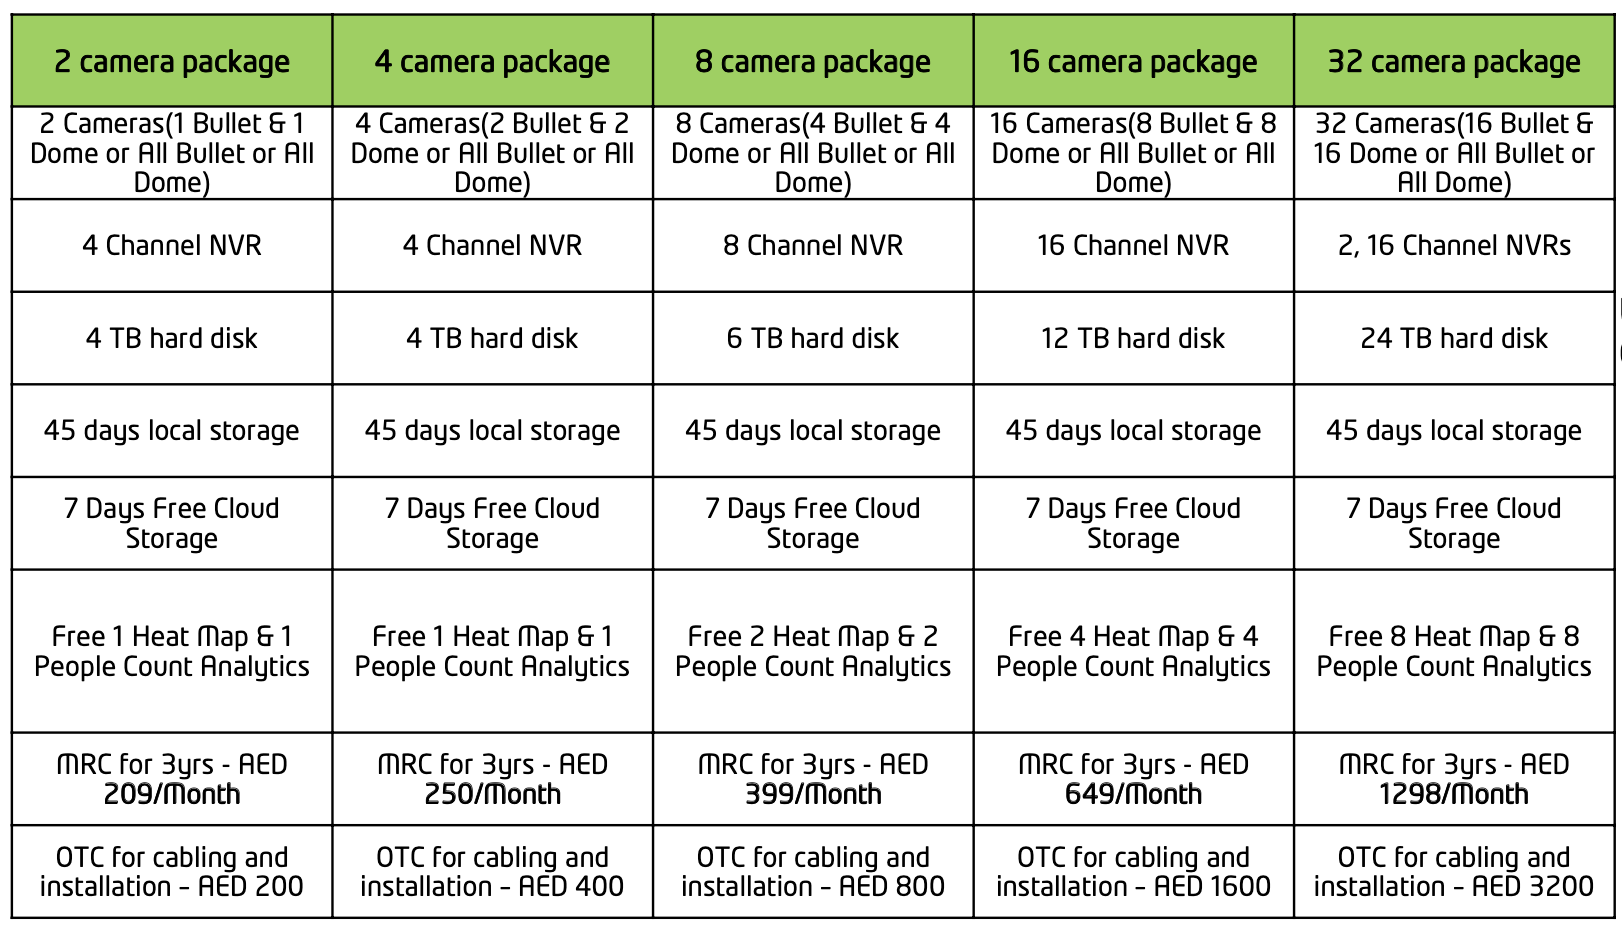 2 camera package
4 camera package
8 camera package
16 camera package
32 camera package
2 Cameras(1 Bullet & 1
Dome or All Bullet or All
Dome)
4 Cameras(2 Bullet & 2
Dome or All Bullet or All
Dome)
8 Cameras(4 Bullet & 4
Dome or All Bullet or All
Dome)
16 Cameras(8 Bullet & 8
Dome or All Bullet or All
Dome)
32 Cameras(16 Bullet &
16 Dome or All Bullet or
All Dome)
4 Channel NVR
4 Channel NVR
8 Channel NVR
16 Channel NVR
2, 16 Channel NVRs
4 TB hard disk
4 TB hard disk
6 TB hard disk
12 TB hard disk
24 TB hard disk
45 days local storage
45 days local storage
45 days local storage
45 days local storage
45 days local storage
7 Days Free Cloud
Storage
7 Days Free Cloud
Storage
7 Days Free Cloud
Storage
7 Days Free Cloud
Storage
7 Days Free Cloud
Storage
Free 1 Heat Map & 1
People Count Analytics
Free 1 Heat Map & 1
People Count Analytics
Free 2 Heat Map & 2
People Count Analytics
Free 4 Heat Map & 4
People Count Analytics
Free 8 Heat Map & 8
People Count Analytics
MRC for 3yrs - AED
209/Month
MRC for 3yrs - AED
250/Month
MRC for 3yrs - AED
399/Month
MRC for 3yrs - AED
649/Month
MRC for 3yrs - AED
1298/Month
OTC for cabling and
installation – AED 200
OTC for cabling and
installation – AED 400
OTC for cabling and
installation – AED 800
OTC for cabling and
installation – AED 1600
OTC for cabling and
installation – AED 3200